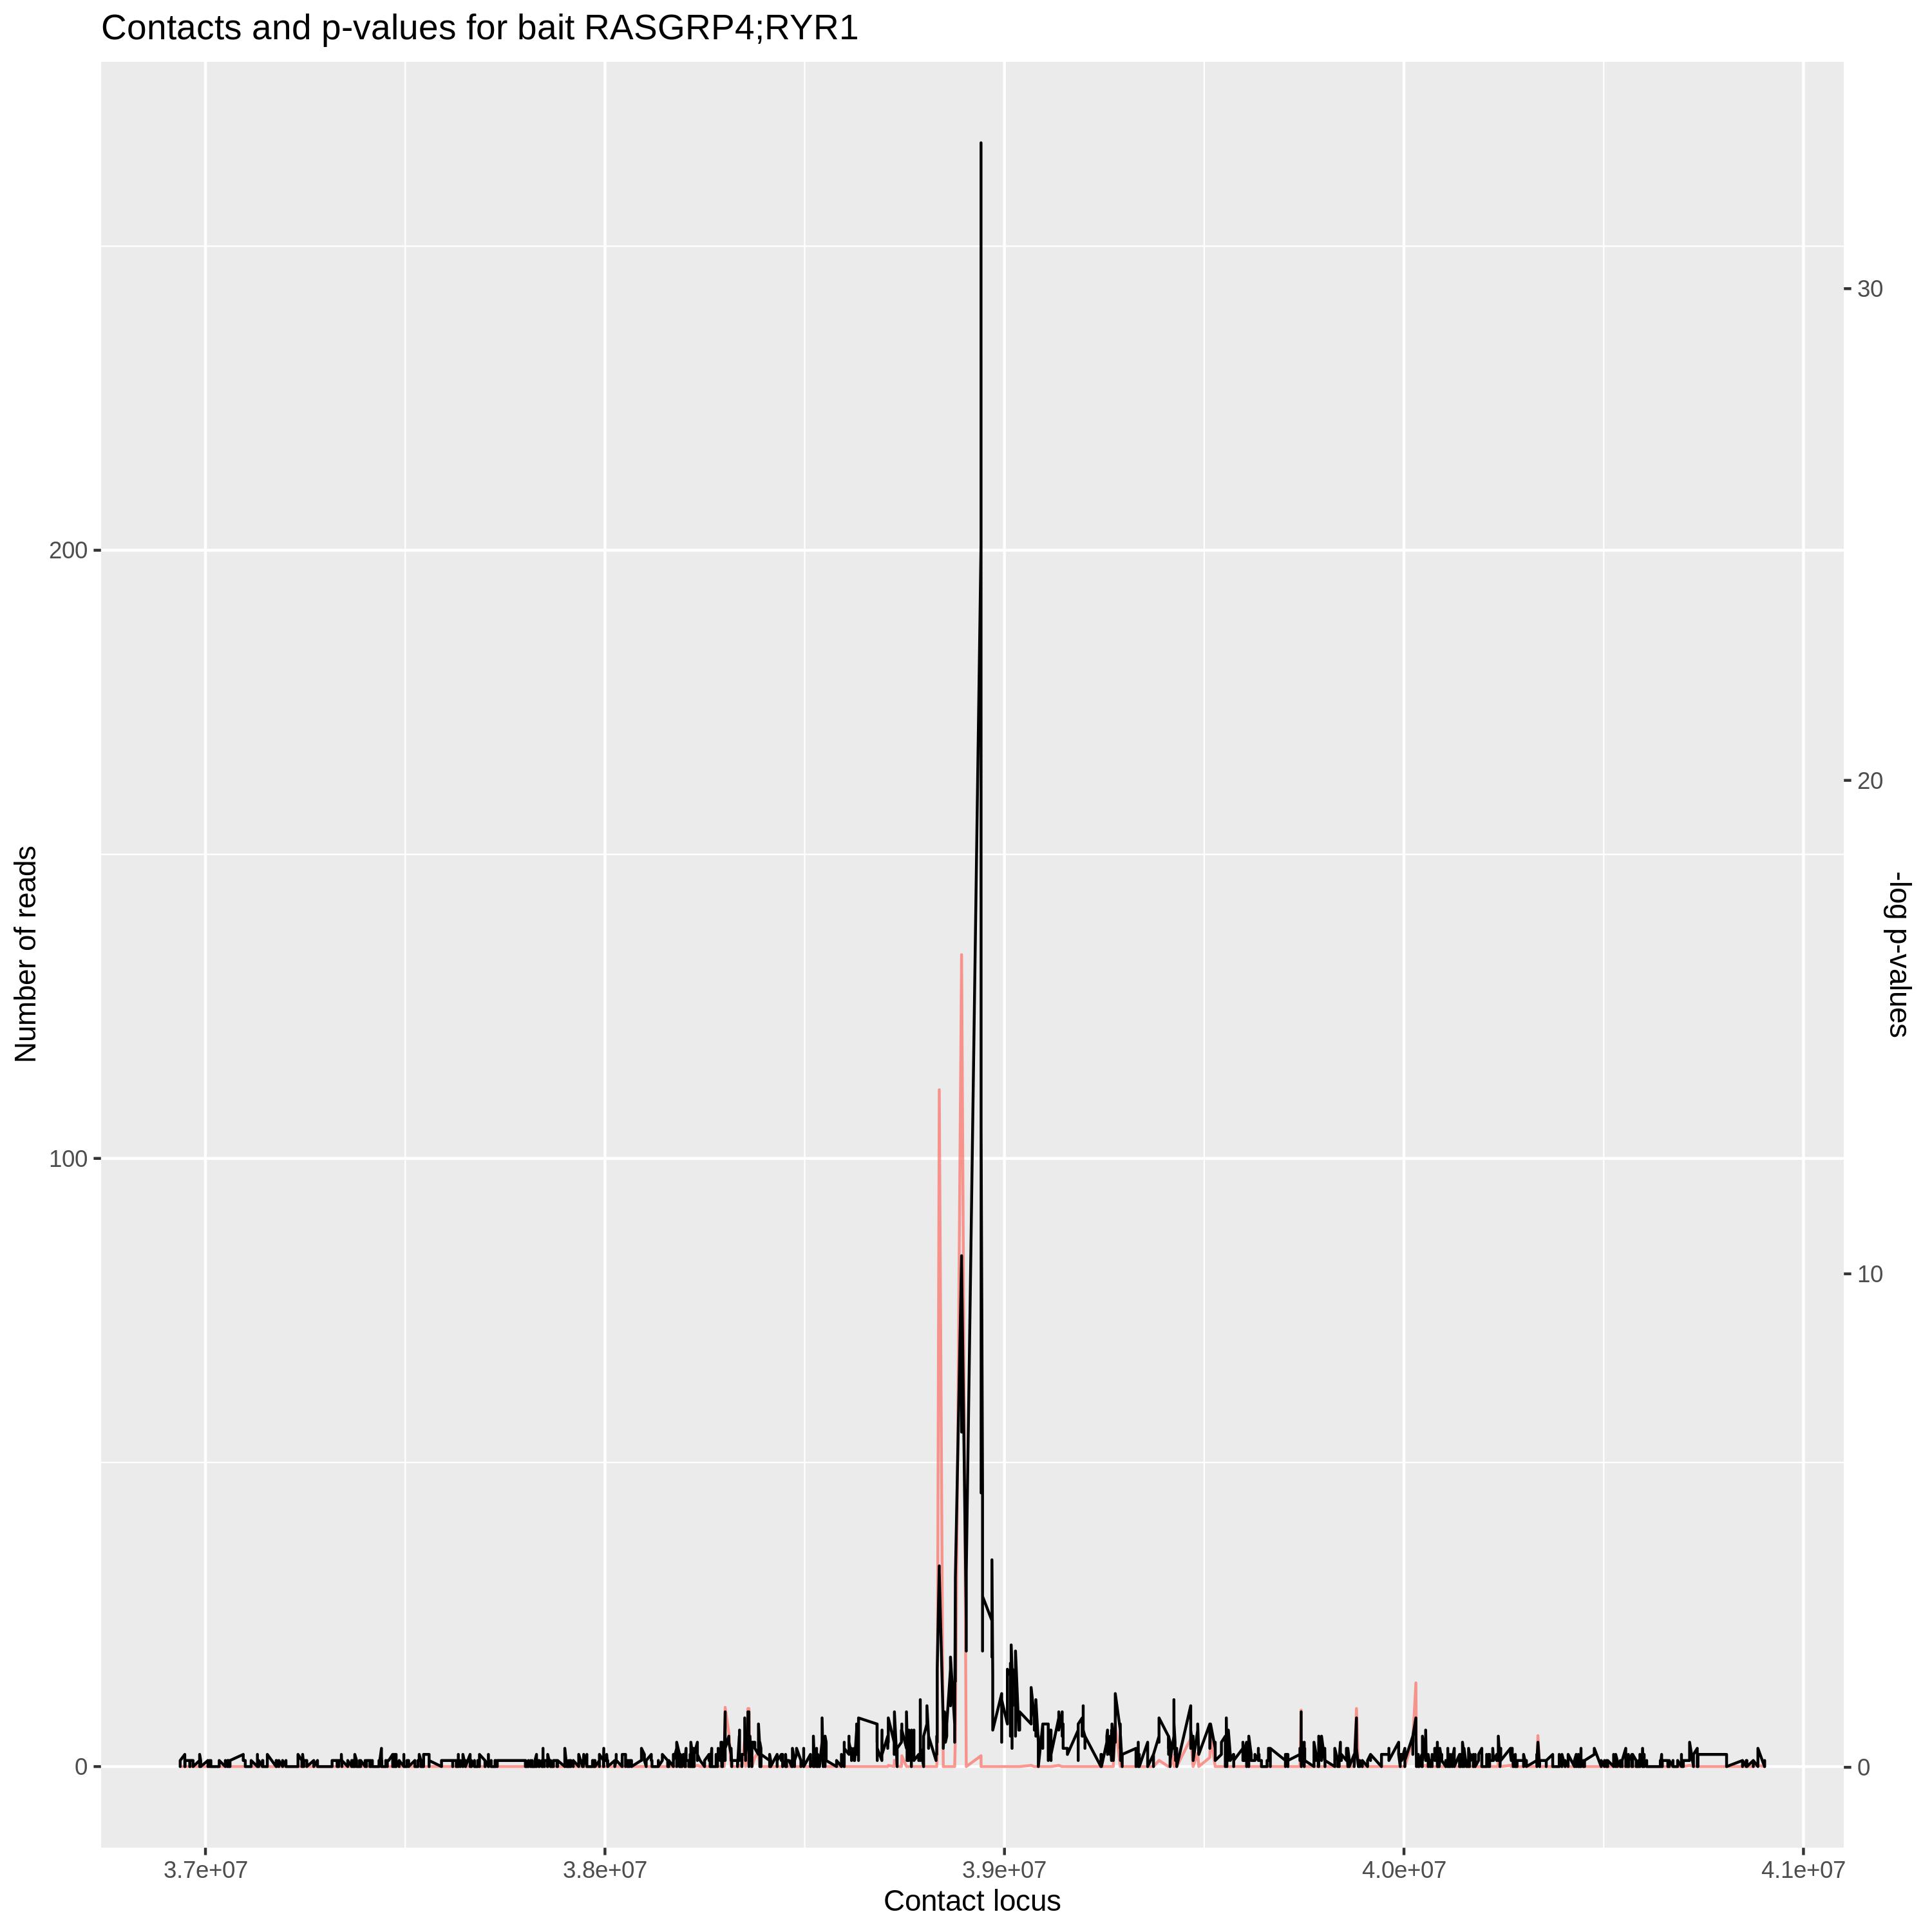 Contacts and p-values for bait RASGRP4;RYR1
Number of reads
200
100
0
30
20
10
0
-log p-values
3.7e+07
3.8e+07
3.9e+07
4.0e+07
4.1e+07
Contact locus